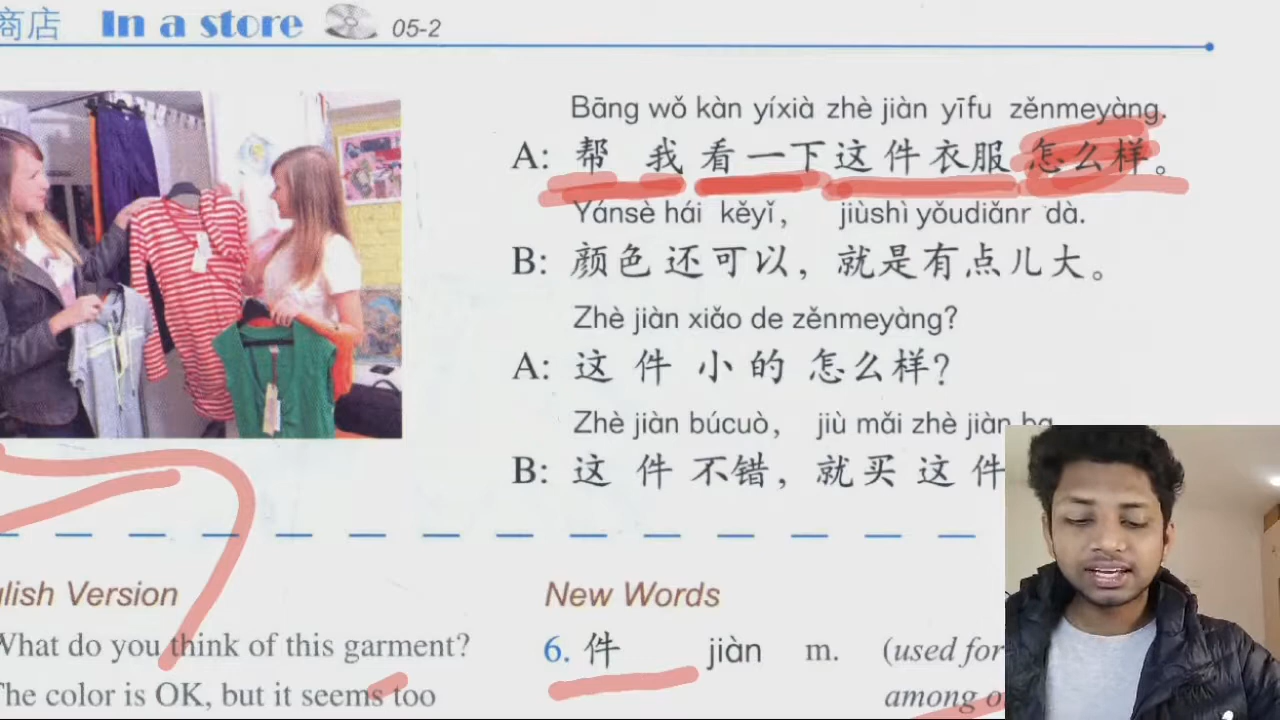 商店 In a store 05-2
Bāng wǒ kàn yíxià zhè jiàn yīfu zěnmeyàng.
A: 帮 我 看 一下 这 件 衣服 怎么样。
Yánsè hái kěyǐ, jiùshì yǒudiǎnr dà.
B: 颜色 还 可以, 就是 有点儿 大。
Zhè jiàn xiǎo de zěnmeyàng?
A: 这 件 小 的 怎么样?
Zhè jiàn búcuò, jiù mǎi zhè jiàn ba
B: 这 件 不错, 就 买 这 件
glish Version
What do you think of this garment?
The color is OK, but it seems too
New Words
6. 件 jiàn m. (used for
among o